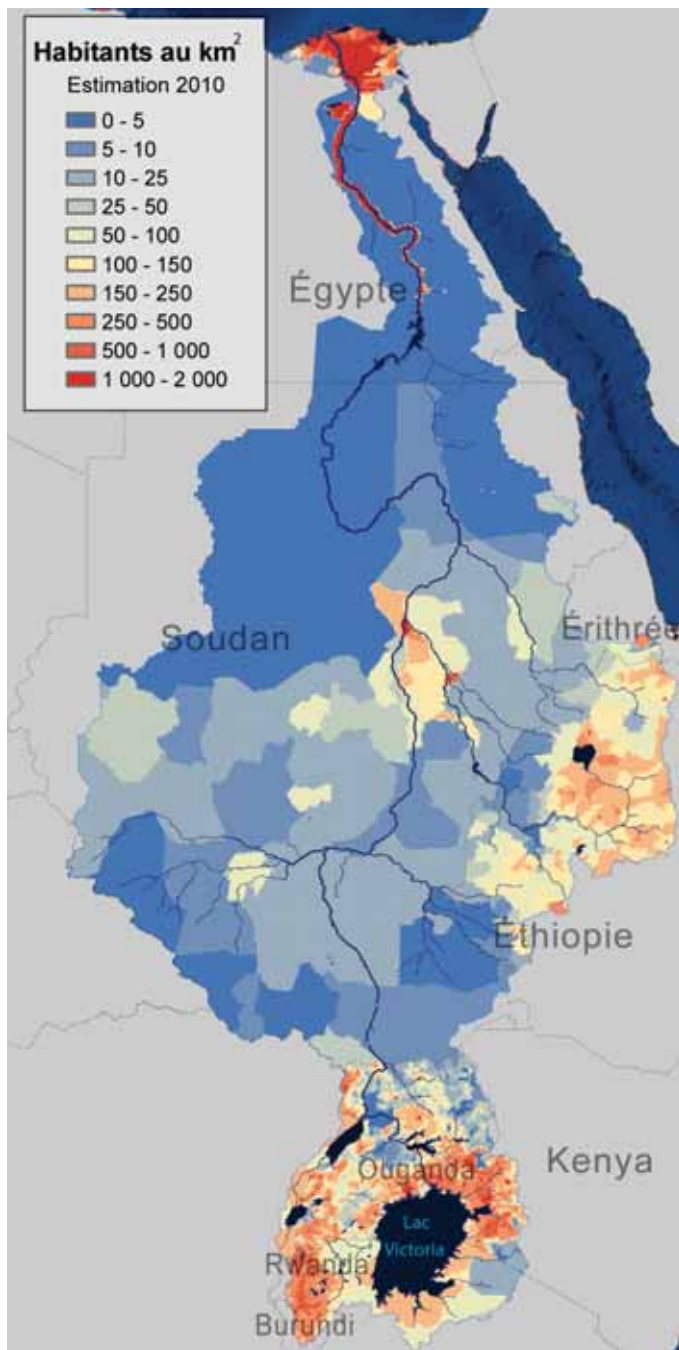 Habitants au km²
Estimation 2010
0 - 5
5 - 10
10 - 25
25 - 50
50 - 100
100 - 150
150 - 250
250 - 500
500 - 1 000
1 000 - 2 000
Égypte
Soudan
Érithrée
Éthiopie
Kenya
Ouganda
Lac
Victoria
Rwanda
Burundi